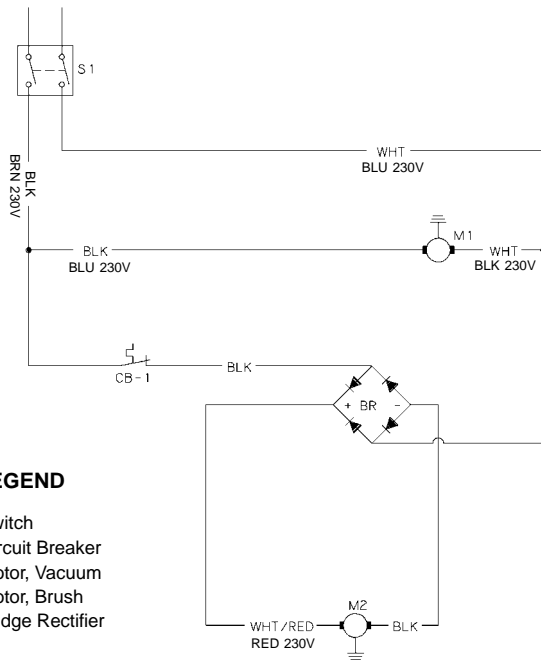 S1
WHT
BLU 230V
BLK
BRN 230V
M1
BLK
BLU 230V
WHT
BLK 230V
CB-1
BLK
+ BR -
EGEND
witch
rcuit Breaker
otor, Vacuum
otor, Brush
dge Rectifier
M2
WHT/RED
RED 230V
BLK